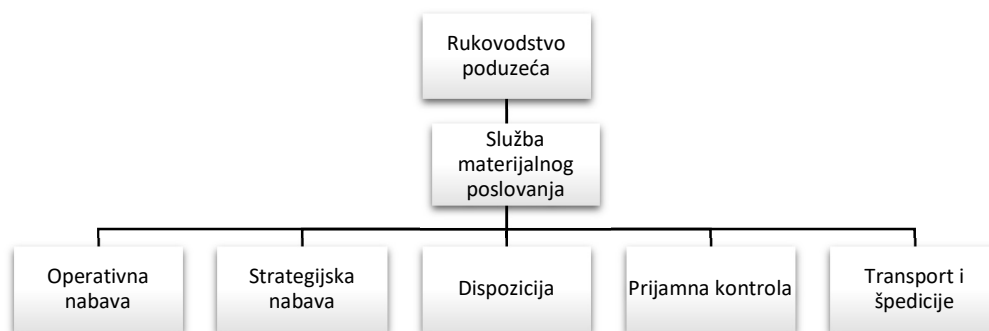 Rukovodstvo
poduzeća
Služba
materijalnog
poslovanja
Operativna
nabava
Strategijska
nabava
Dispozicija
Prijamna kontrola
Transport i
špedicije